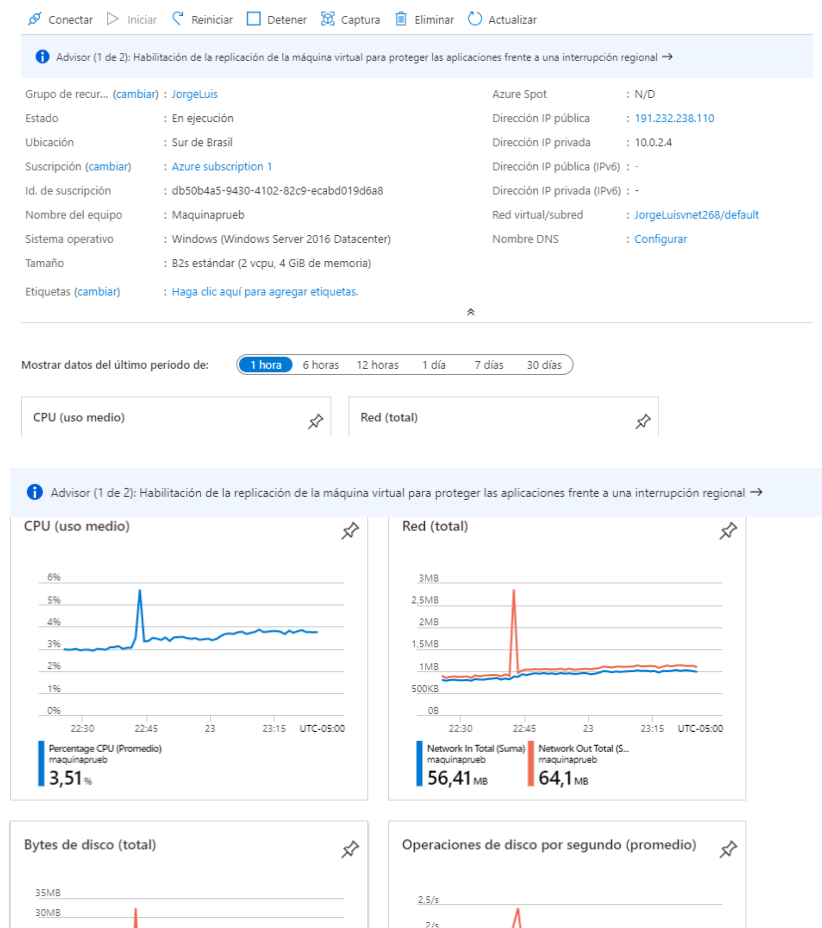 Conectar Iniciar Reiniciar Detener Captura Eliminar Actualizar
Advisor (1 de 2): Habilitación de la replicación de la máquina virtual para proteger las aplicaciones frente a una interrupción regional →
Grupo de recur... (cambiar) : JorgeLuis
Estado : En ejecución
Ubicación : Sur de Brasil
Suscripción (cambiar) : Azure subscription 1
Id. de suscripción : db50b4a5-9430-4102-82c9-ecabd019d6a8
Nombre del equipo : Maquinaprueb
Sistema operativo : Windows (Windows Server 2016 Datacenter)
Tamaño : B2s estándar (2 vcpu, 4 GiB de memoria)
Etiquetas (cambiar) : Haga clic aquí para agregar etiquetas.
Azure Spot : N/D
Dirección IP pública : 191.232.238.110
Dirección IP privada : 10.0.2.4
Dirección IP pública (IPv6) : -
Dirección IP privada (IPv6) : -
Red virtual/subred : JorgeLuisvnet268/default
Nombre DNS : Configurar
Mostrar datos del último período de: 1 hora 6 horas 12 horas 1 día 7 días 30 días
CPU (uso medio)
Red (total)
Advisor (1 de 2): Habilitación de la replicación de la máquina virtual para proteger las aplicaciones frente a una interrupción regional →
CPU (uso medio)
6%
5%
4%
3%
2%
1%
0%
22:30 22:45 23 23:15 UTC-05:00
Percentage CPU (Promedio)
maquinaprueb
3,51 %
Red (total)
3MB
2,5MB
2MB
1,5MB
1MB
500KB
0B
22:30 22:45 23 23:15 UTC-05:00
Network In Total (Suma)
maquinaprueb
56,41 MB
Network Out Total (S...
maquinaprueb
64,1 MB
Bytes de disco (total)
35MB
30MB
Operaciones de disco por segundo (promedio)
2,5/s
2/s